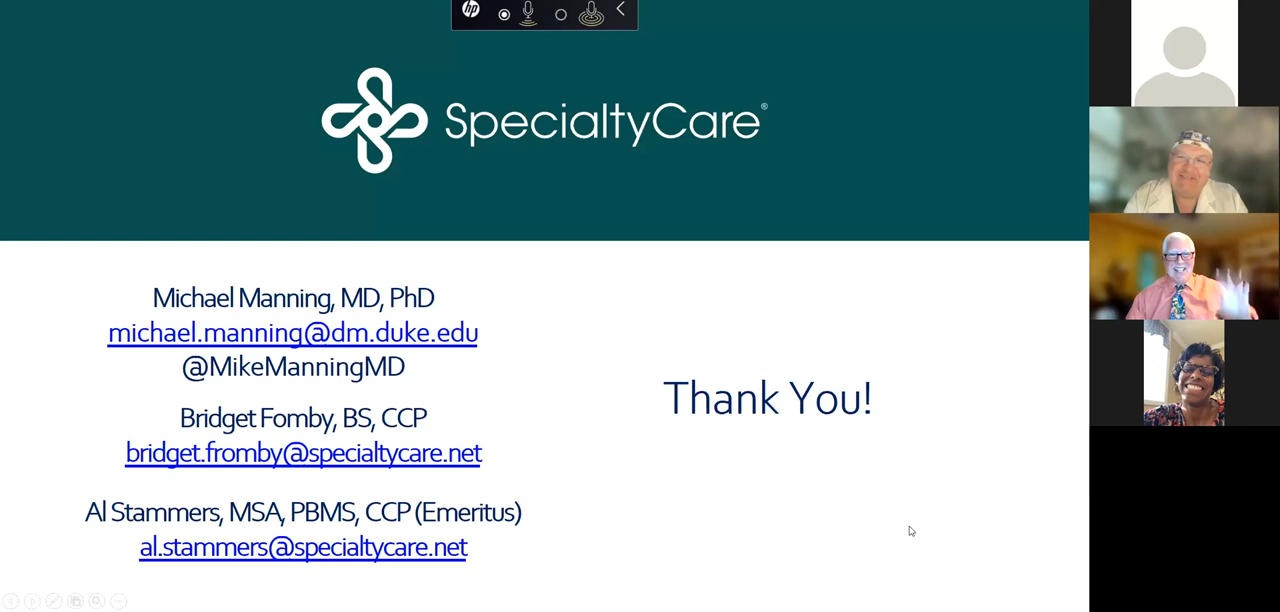 hp
SpecialtyCare®
Michael Manning, MD, PhD
michael.manning@dm.duke.edu
@MikeManningMD
Bridget Fomby, BS, CCP
bridget.fromby@specialtycare.net
Al Stammers, MSA, PBMS, CCP (Emeritus)
al.stammers@specialtycare.net
Thank You!